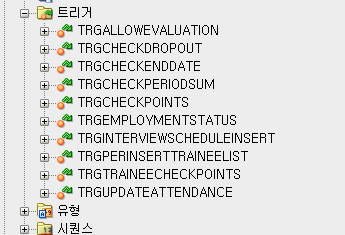 트리거
TRGALLOWEVALUATION
TRGCHECKDROPOUT
TRGCHECKENDDATE
TRGCHECKPERIODSUM
TRGCHECKPOINTS
TRGEMPLOYMENTSTATUS
TRGINTERVIEWSCHEDULEINSERT
TRGPERINSERTTRAINEELIST
TRGTRAINEECHECKPOINTS
TRGUPDATEATTENDANCE
유형
시퀀스